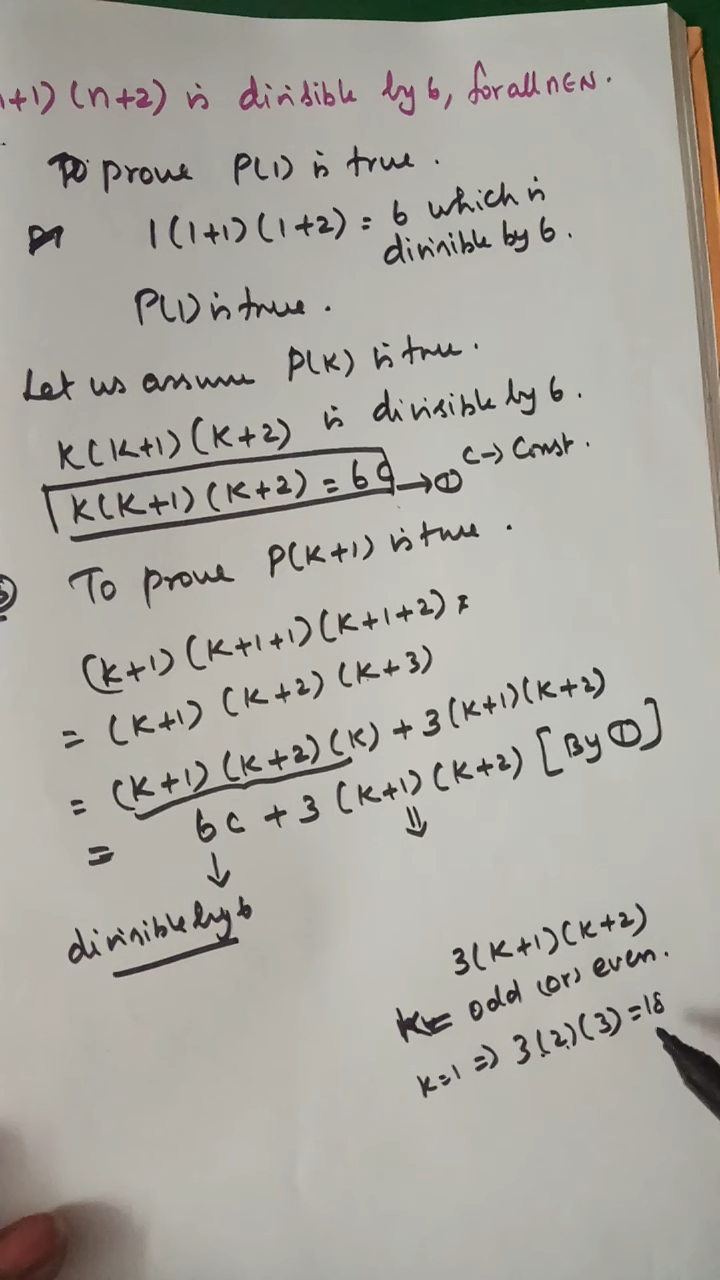 n+1) (n+2) is divisible by 6, for all n∈N.
To prove P(1) is true.
1(1+1)(1+2) = 6 which is
divisible by 6.
P(1) is true.
Let us assume P(K) is true.
K(K+1)(K+2) is divisible by 6.
K(K+1)(K+2) = 6C → ① C → Const.
To prove P(K+1) is true.
(K+1)(K+1+1)(K+1+2) =
= (K+1)(K+2)(K+3)
= (K+1)(K+2)(K) + 3(K+1)(K+2)
= 6C + 3(K+1)(K+2) [By ①]
↓ ⇓
divisible by 6
3(K+1)(K+2)
K = odd (or) even.
K=1 ⇒ 3(2)(3) = 18